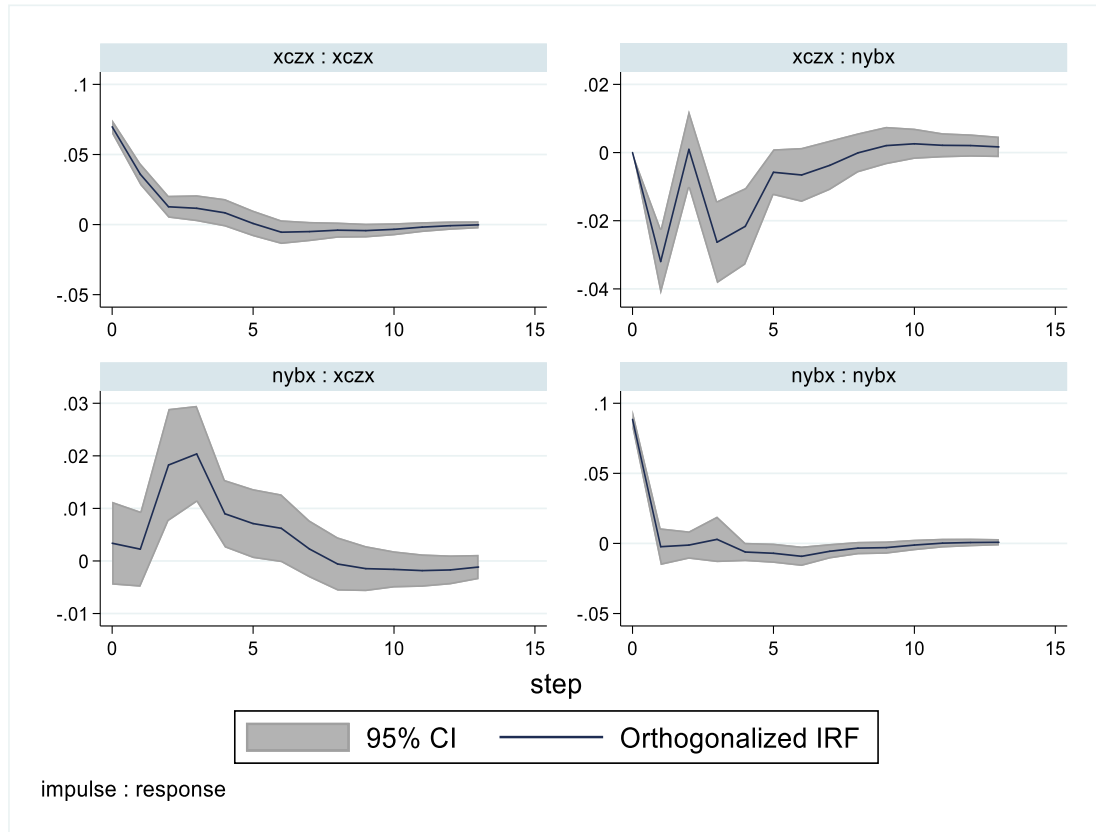 xczx : xczx
.1
.05
0
-.05
0 5 10 15
xczx : nybx
.02
0
-.02
-.04
0 5 10 15
nybx : xczx
.03
.02
.01
0
-.01
0 5 10 15
nybx : nybx
.1
.05
0
-.05
0 5 10 15
step
95% CI Orthogonalized IRF
impulse : response